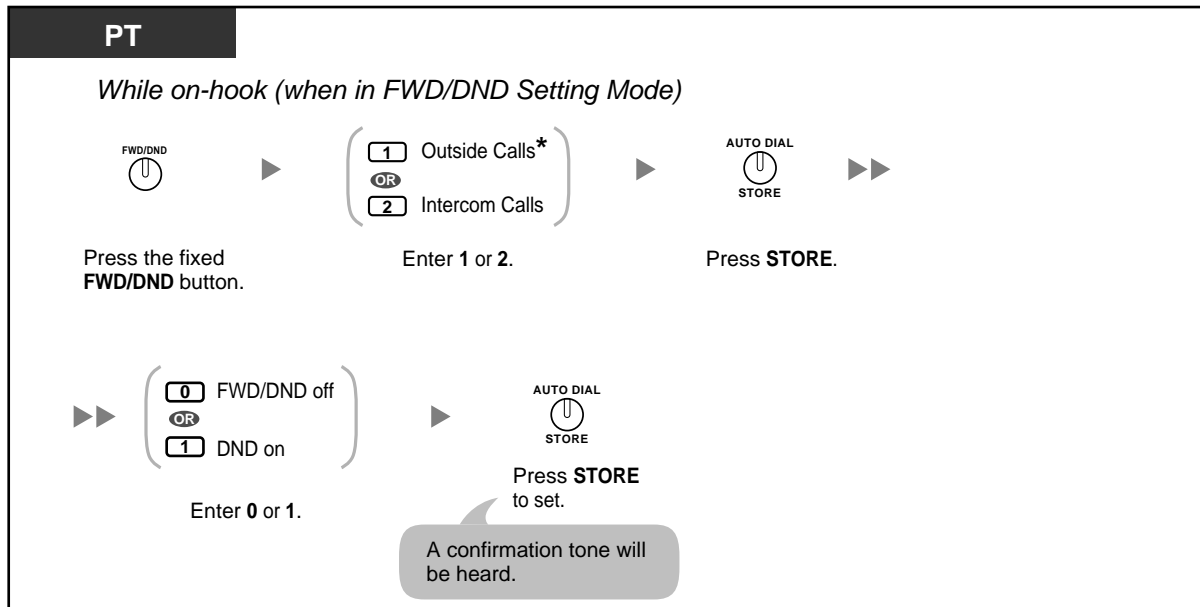 PT
While on-hook (when in FWD/DND Setting Mode)
FWD/DND
1 Outside Calls*
OR
2 Intercom Calls
AUTO DIAL
STORE
Press the fixed
FWD/DND button.
Enter 1 or 2.
Press STORE.
0 FWD/DND off
OR
1 DND on
AUTO DIAL
STORE
Enter 0 or 1.
Press STORE
to set.
A confirmation tone will
be heard.